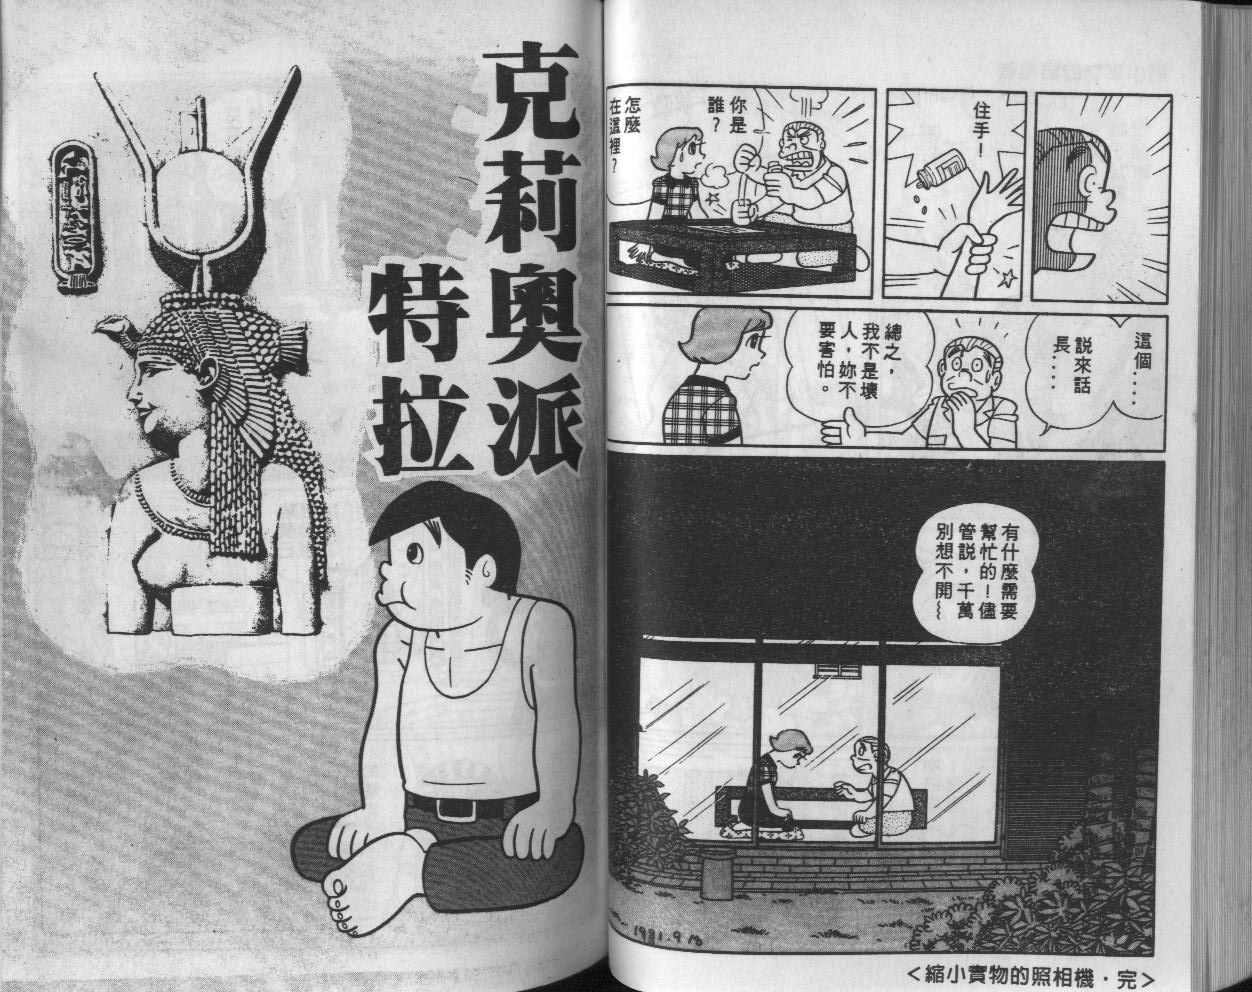 住手！
你是
誰？
怎麼
在這裡？
這個‥‥
說來話
長‥‥
總之，
我不是壞
人，妳不
要害怕。
有什麼需要
幫忙的！儘
管說，千萬
別想不開～
1981.9
＜縮小實物的照相機・完＞
克莉奧派
特拉